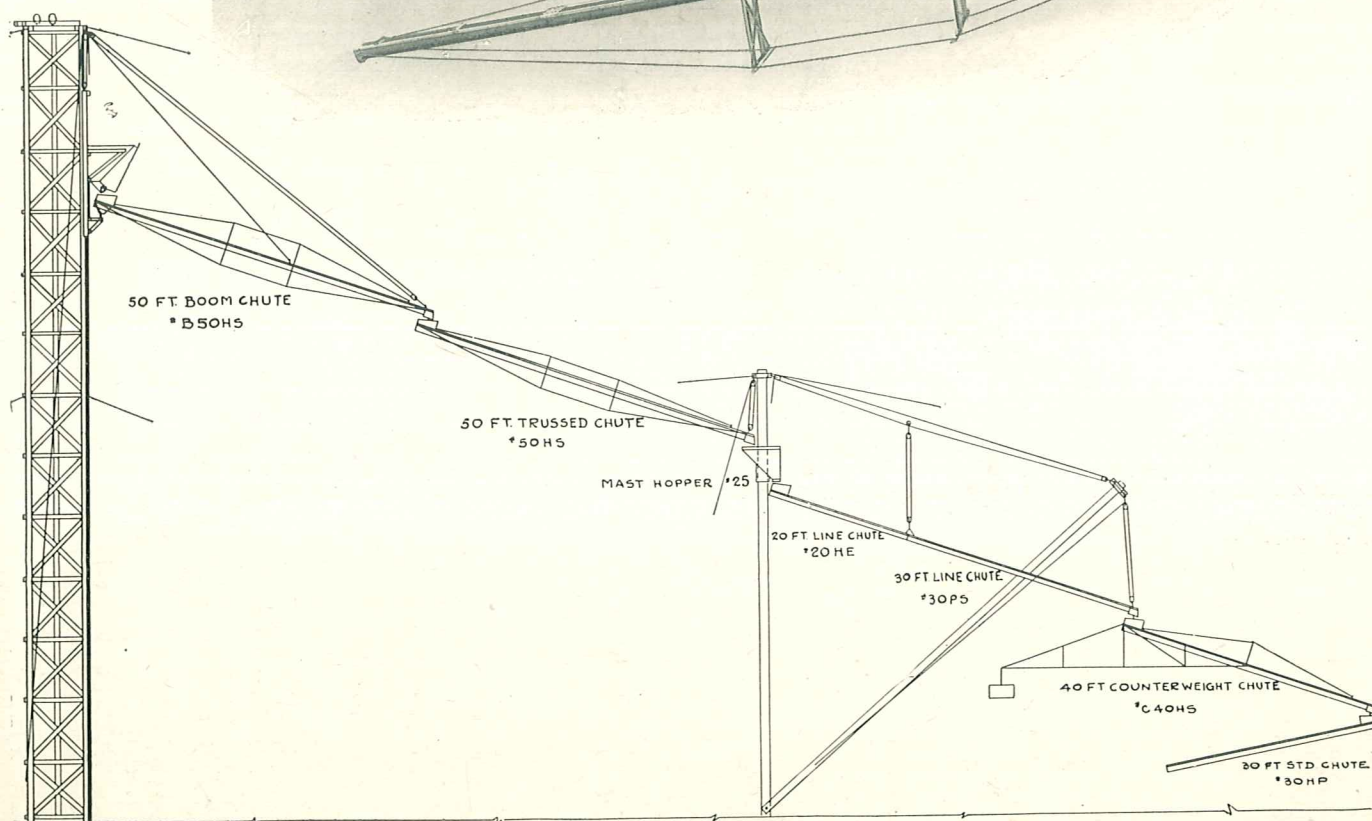 50 FT. BOOM CHUTE
#B50HS
50 FT. TRUSSED CHUTE
#50HS
MAST HOPPER #25
20 FT. LINE CHUTE
#20HE
30 FT LINE CHUTE
#30PS
40 FT COUNTERWEIGHT CHUTE
#C40HS
30 FT STD CHUTE
#30HP